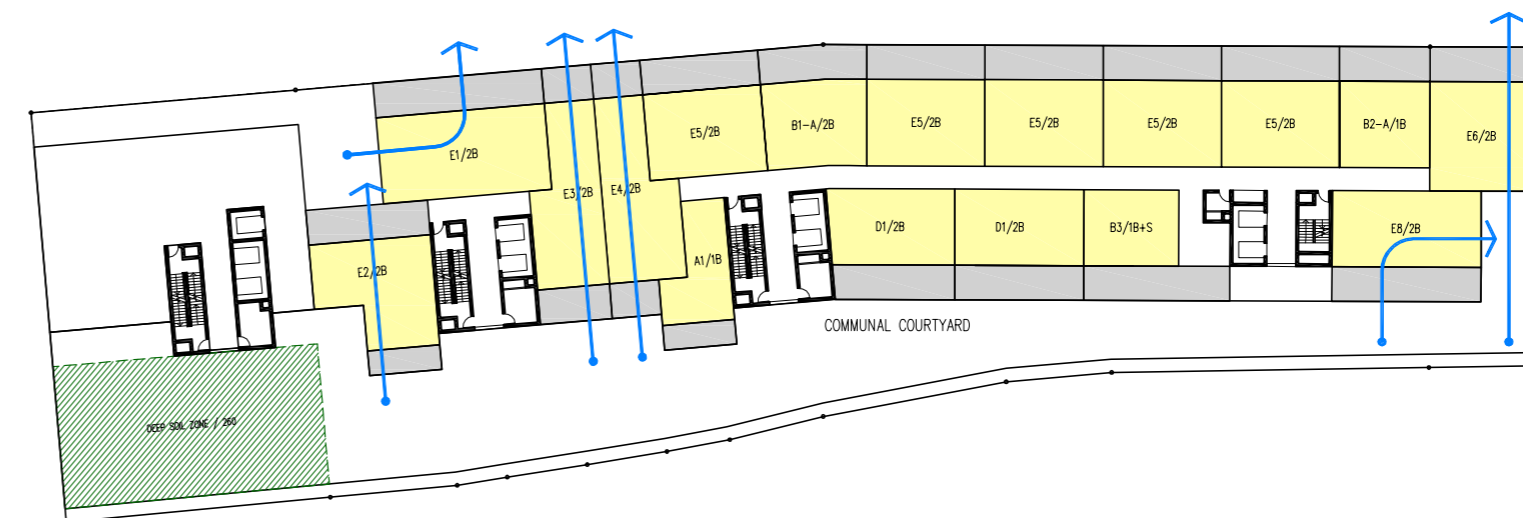 E1/2B
E3/2B
E4/2B
E5/2B
B1-A/2B
E5/2B
E5/2B
E5/2B
E5/2B
B2-A/1B
E6/2B
E2/2B
A1/1B
D1/2B
D1/2B
B3/1B+S
E8/2B
COMMUNAL COURTYARD
DEEP SOIL ZONE / 260